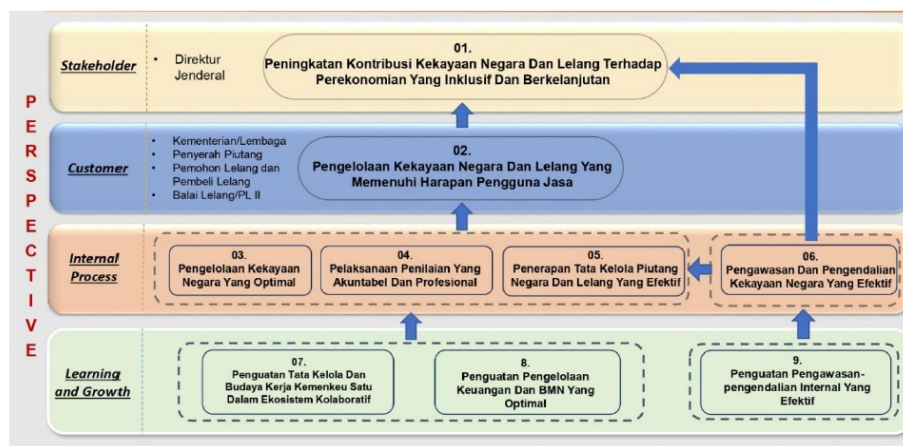 PERSPECTIVE
Stakeholder
• Direktur
Jenderal
01.
Peningkatan Kontribusi Kekayaan Negara Dan Lelang Terhadap
Perekonomian Yang Inklusif Dan Berkelanjutan
Customer
• Kementerian/Lembaga
• Penyerah Piutang
• Pemohon Lelang dan
Pembeli Lelang
• Balai Lelang/PL II
02.
Pengelolaan Kekayaan Negara Dan Lelang Yang
Memenuhi Harapan Pengguna Jasa
Internal
Process
03.
Pengelolaan Kekayaan
Negara Yang Optimal
04.
Pelaksanaan Penilaian Yang
Akuntabel Dan Profesional
05.
Penerapan Tata Kelola Piutang
Negara Dan Lelang Yang Efektif
06.
Pengawasan Dan Pengendalian
Kekayaan Negara Yang Efektif
Learning
and Growth
07.
Penguatan Tata Kelola Dan
Budaya Kerja Kemenkeu Satu
Dalam Ekosistem Kolaboratif
8.
Penguatan Pengelolaan
Keuangan Dan BMN Yang
Optimal
9.
Penguatan Pengawasan-
pengendalian Internal Yang
Efektif